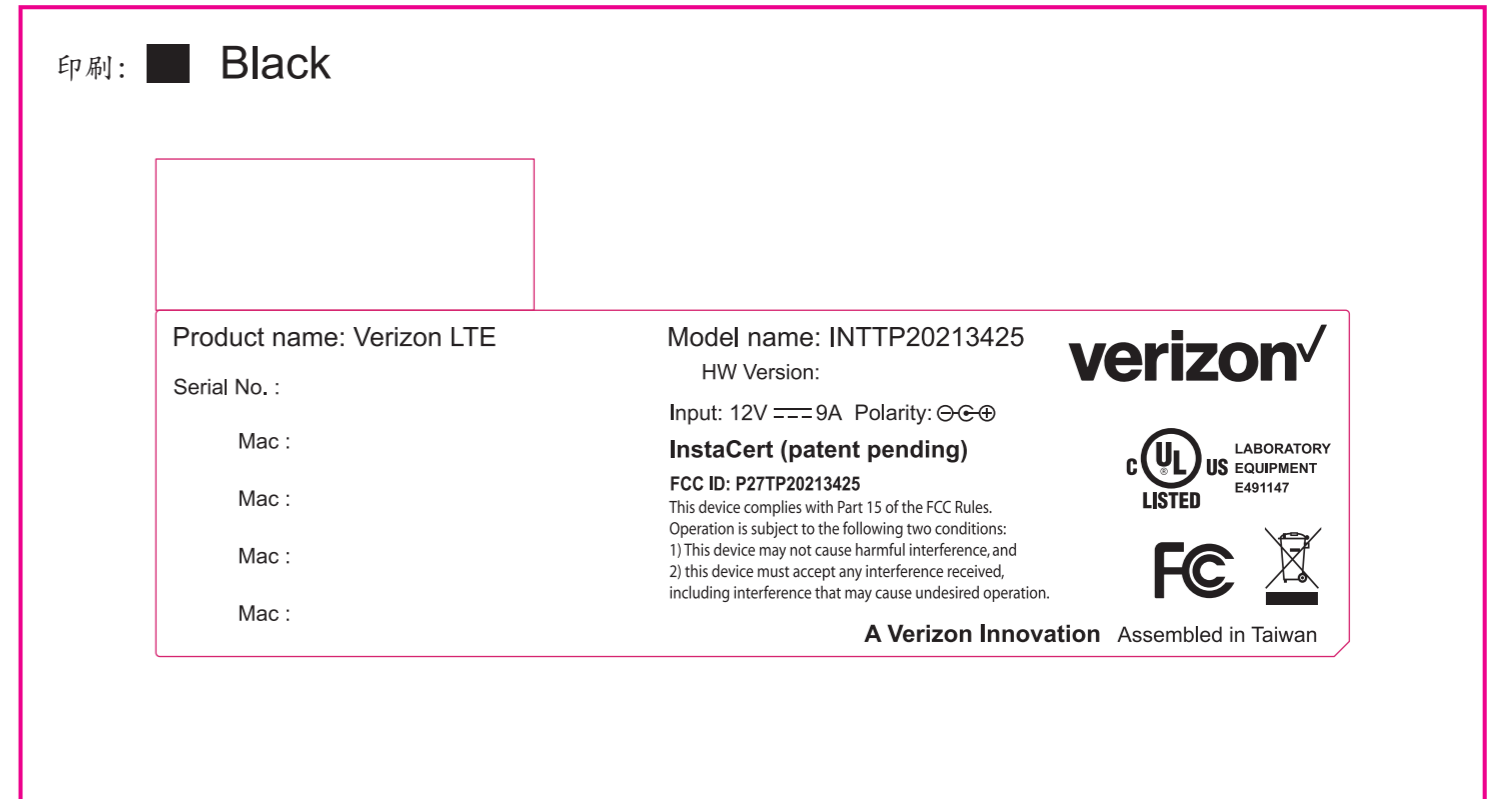 印刷: Black
Product name: Verizon LTE
Serial No. :
Mac :
Mac :
Mac :
Mac :
Model name: INTTP20213425
HW Version:
Input: 12V 9A Polarity:
InstaCert (patent pending)
FCC ID: P27TP20213425
This device complies with Part 15 of the FCC Rules.
Operation is subject to the following two conditions:
1) This device may not cause harmful interference, and
2) this device must accept any interference received,
including interference that may cause undesired operation.
verizon
C UL US
®
LISTED
LABORATORY
EQUIPMENT
E491147
FC
A Verizon Innovation Assembled in Taiwan